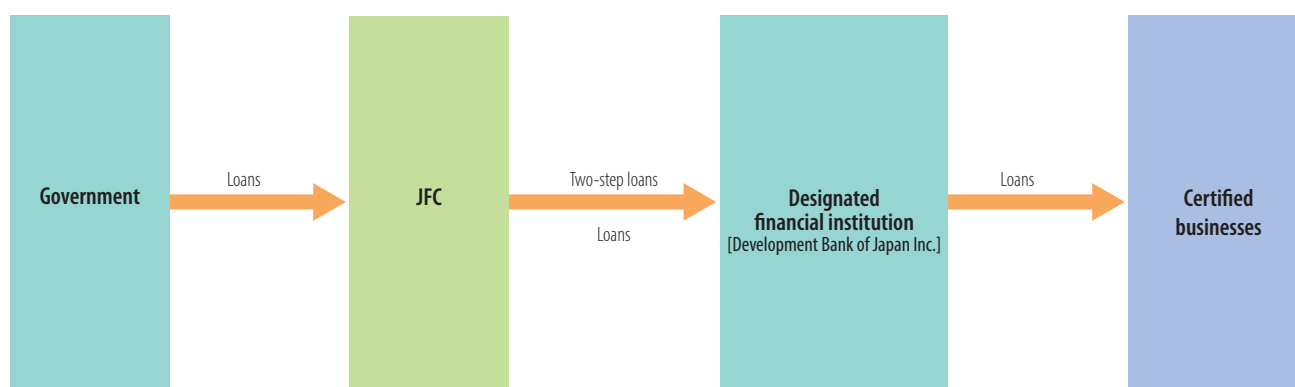 Government
Loans
JFC
Two-step loans
Loans
Designated
financial institution
[Development Bank of Japan Inc.]
Loans
Certified
businesses